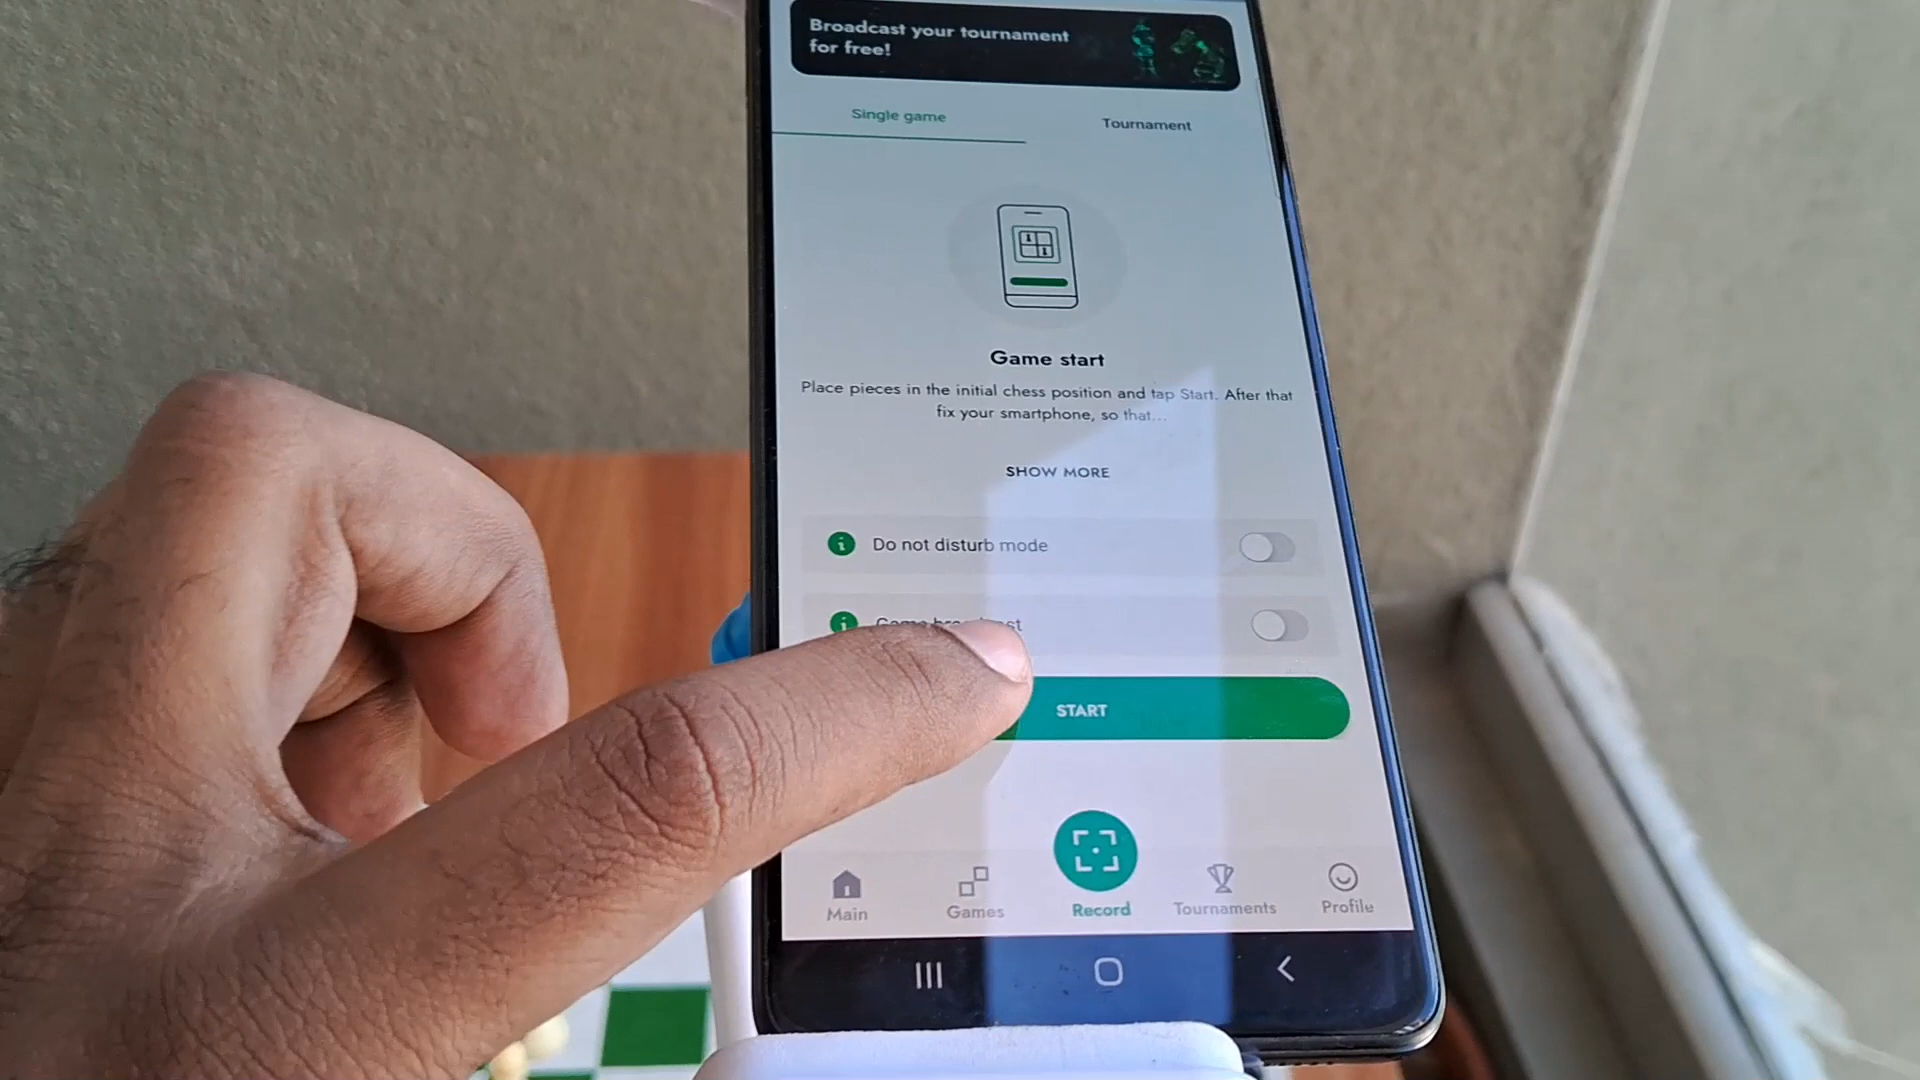 Broadcast your tournament
for free!
Single game
Tournament
Game start
Place pieces in the initial chess position and tap Start. After that
fix your smartphone, so that...
SHOW MORE
Do not disturb mode
Game
START
Main
Games
Record
Tournaments
Profile